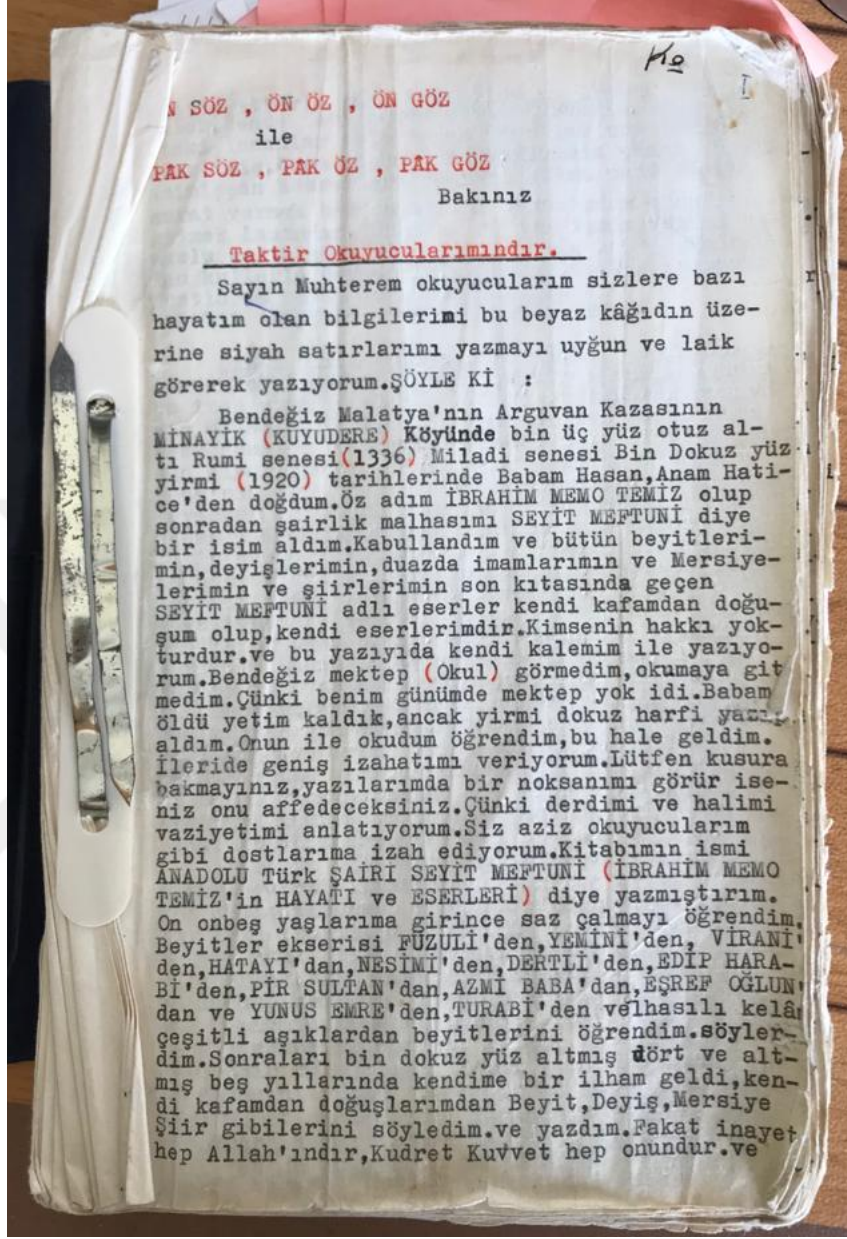 Ko
I
N SÖZ , ÖN ÖZ , ÖN GÖZ
ile
PÂK SÖZ , PÂK ÖZ , PÂK GÖZ
Bakınız
Taktir Okuyucularımındır.
Sayın Muhterem okuyucularım sizlere bazı
hayatım olan bilgilerimi bu beyaz kâğıdın üze-
rine siyah satırlarımı yazmayı uyğun ve laik
görerek yazıyorum.ŞÖYLE Kİ :
Bendeğiz Malatya'nın Arguvan Kazasının
MİNAYİK (KUYUDERE) Köyünde bin üç yüz otuz al-
tı Rumi senesi(1336) Miladi senesi Bin Dokuz yüz
yirmi (1920) tarihlerinde Babam Hasan,Anam Hati-
ce'den doğdum.Öz adım İBRAHİM MEMO TEMİZ olup
sonradan şairlik malhasımı SEYİT MEFTUNİ diye
bir isim aldım.Kabullandım ve bütün beyitleri-
min,deyişlerimin,duazda imamlarımın ve Mersiye-
lerimin ve şiirlerimin son kıtasında geçen
SEYİT MEFTUNİ adlı eserler kendi kafamdan doğu-
şum olup,kendi eserlerimdir.Kimsenin hakkı yok-
turdur.ve bu yazıyıda kendi kalemim ile yazıyo-
rum.Bendeğiz mektep (Okul) görmedim,okumaya git
medim.Çünki benim günümde mektep yok idi.Babam
öldü yetim kaldık,ancak yirmi dokuz harfi yazıp
aldım.Onun ile okudum öğrendim,bu hale geldim.
İleride geniş izahatımı veriyorum.Lütfen kusura
bakmayınız,yazılarımda bir noksanımı görür ise-
niz onu affedeceksiniz.Çünki derdimi ve halimi
vaziyetimi anlatıyorum.Siz aziz okuyucularım
gibi dostlarıma izah ediyorum.Kitabımın ismi
ANADOLU Türk ŞAİRİ SEYİT MEFTUNİ (İBRAHİM MEMO
TEMİZ'in HAYATI ve ESERLERİ) diye yazmıştırım.
On onbeş yaşlarıma girince saz çalmayı öğrendim.
Beyitler ekserisi FUZULİ'den,YEMİNİ'den, VİRANİ'
den,HATAYI'dan,NESİMİ'den,DERTLİ'den,EDİP HARA-
Bİ'den,PİR SULTAN'dan,AZMİ BABA'dan,EŞREF OĞLUN'
dan ve YUNUS EMRE'den,TURABİ'den velhasılı kelâm
çeşitli aşıklardan beyitlerini öğrendim.söyler-
dim.Sonraları bin dokuz yüz altmış dört ve alt-
mış beş yıllarında kendime bir ilham geldi,ken-
di kafamdan doğuşlarımdan Beyit,Deyiş,Mersiye
Şiir gibilerini söyledim.ve yazdım.Fakat inayet
hep Allah'ındır,Kudret Kuvvet hep onundur.ve